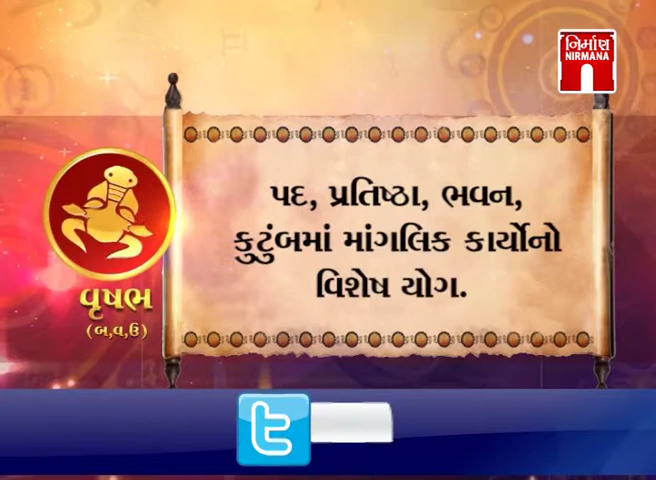 નિર્માણ
NIRMANA
પદ, પ્રતિષ્ઠા, ભવન,
કુટુંબમાં માંગલિક કાર્યોનો
વિશેષ યોગ.
વૃષભ
(બ,વ,ઉ)